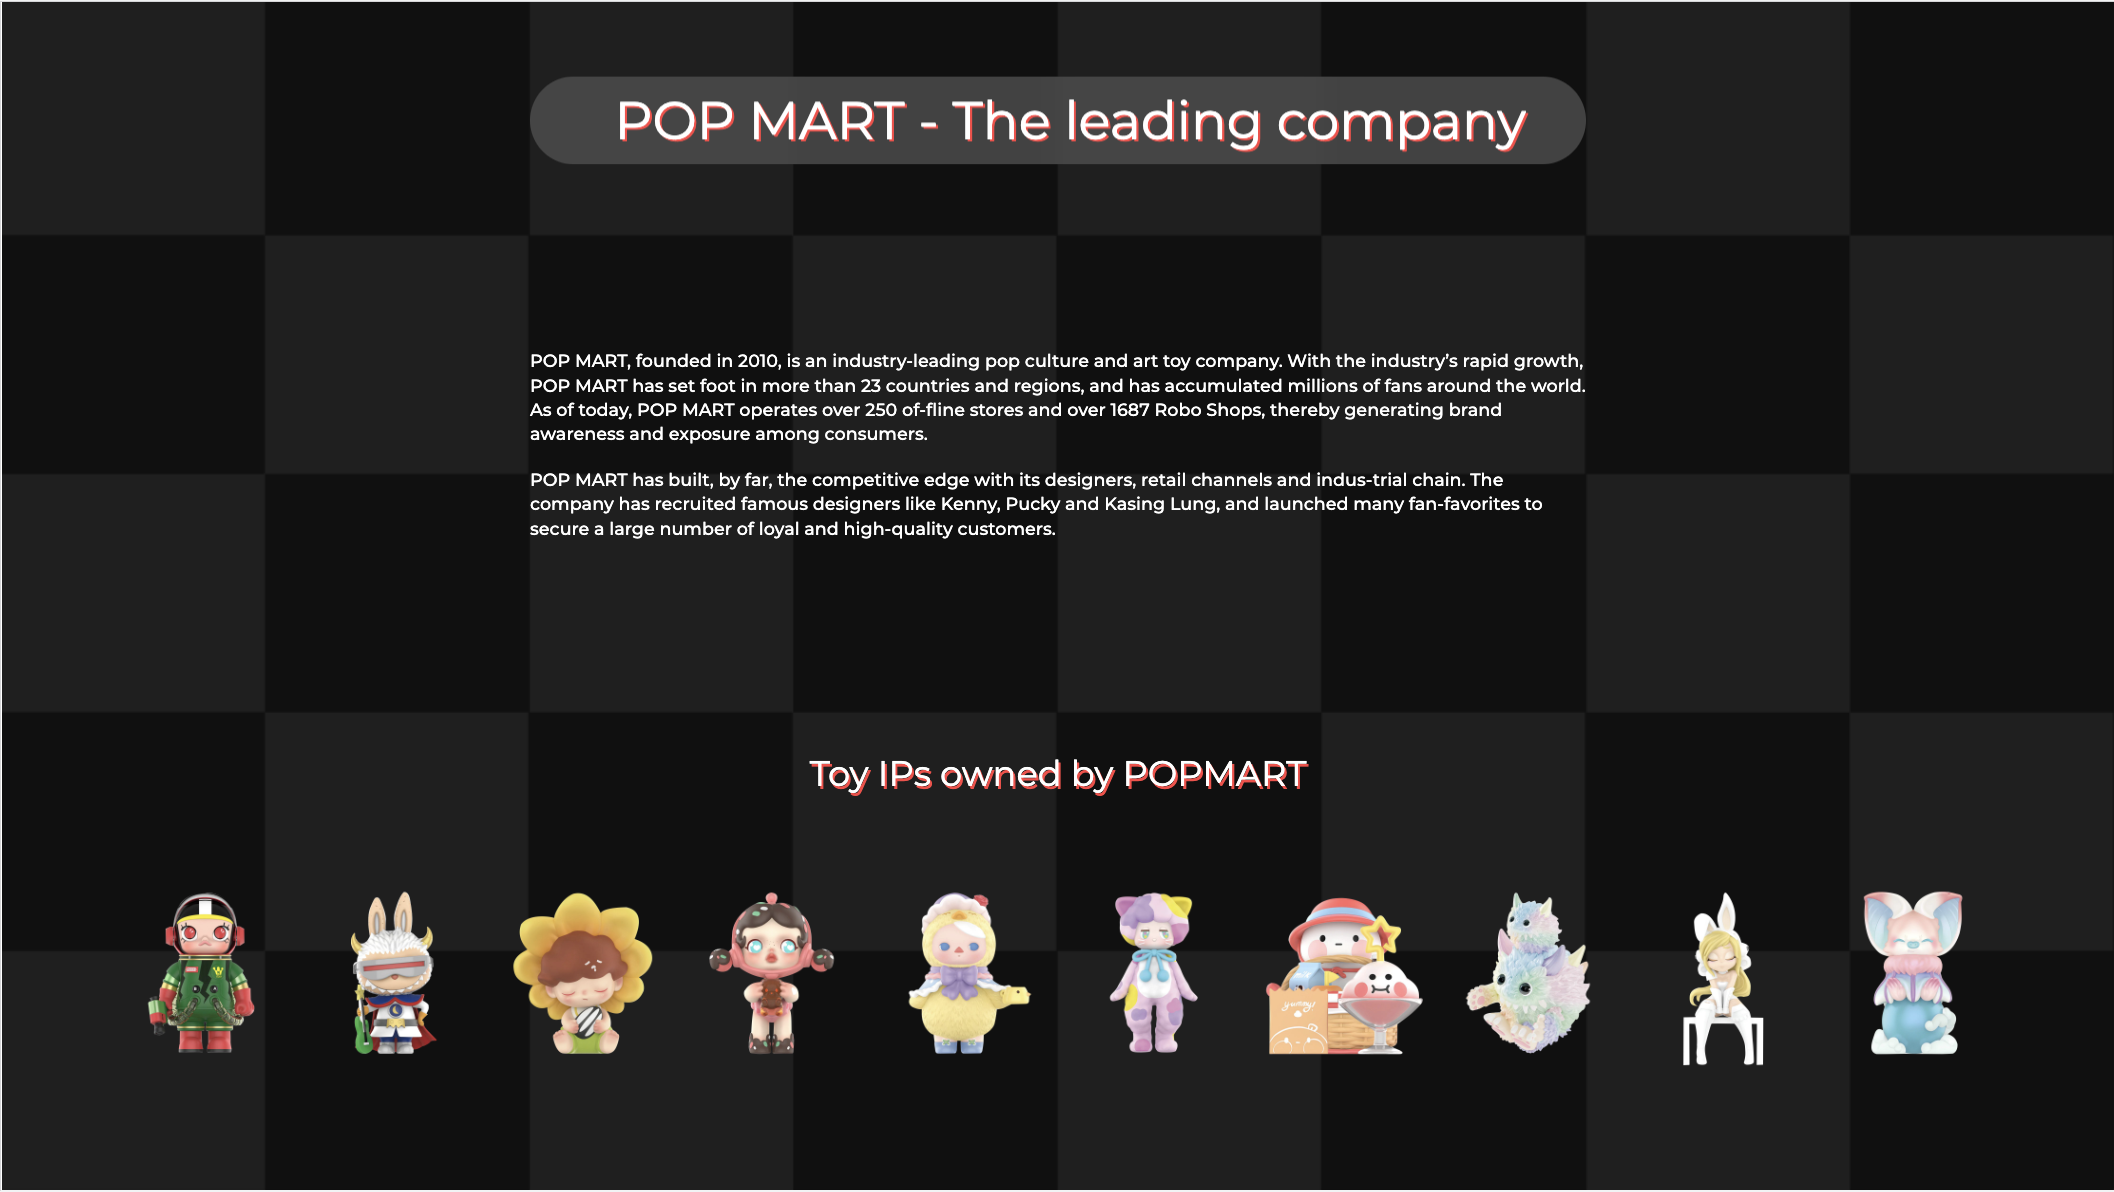 POP MART - The leading company
POP MART, founded in 2010, is an industry-leading pop culture and art toy company. With the industry’s rapid growth,
POP MART has set foot in more than 23 countries and regions, and has accumulated millions of fans around the world.
As of today, POP MART operates over 250 of-fline stores and over 1687 Robo Shops, thereby generating brand
awareness and exposure among consumers.
POP MART has built, by far, the competitive edge with its designers, retail channels and indus-trial chain. The
company has recruited famous designers like Kenny, Pucky and Kasing Lung, and launched many fan-favorites to
secure a large number of loyal and high-quality customers.
Toy IPs owned by POPMART
yummy!